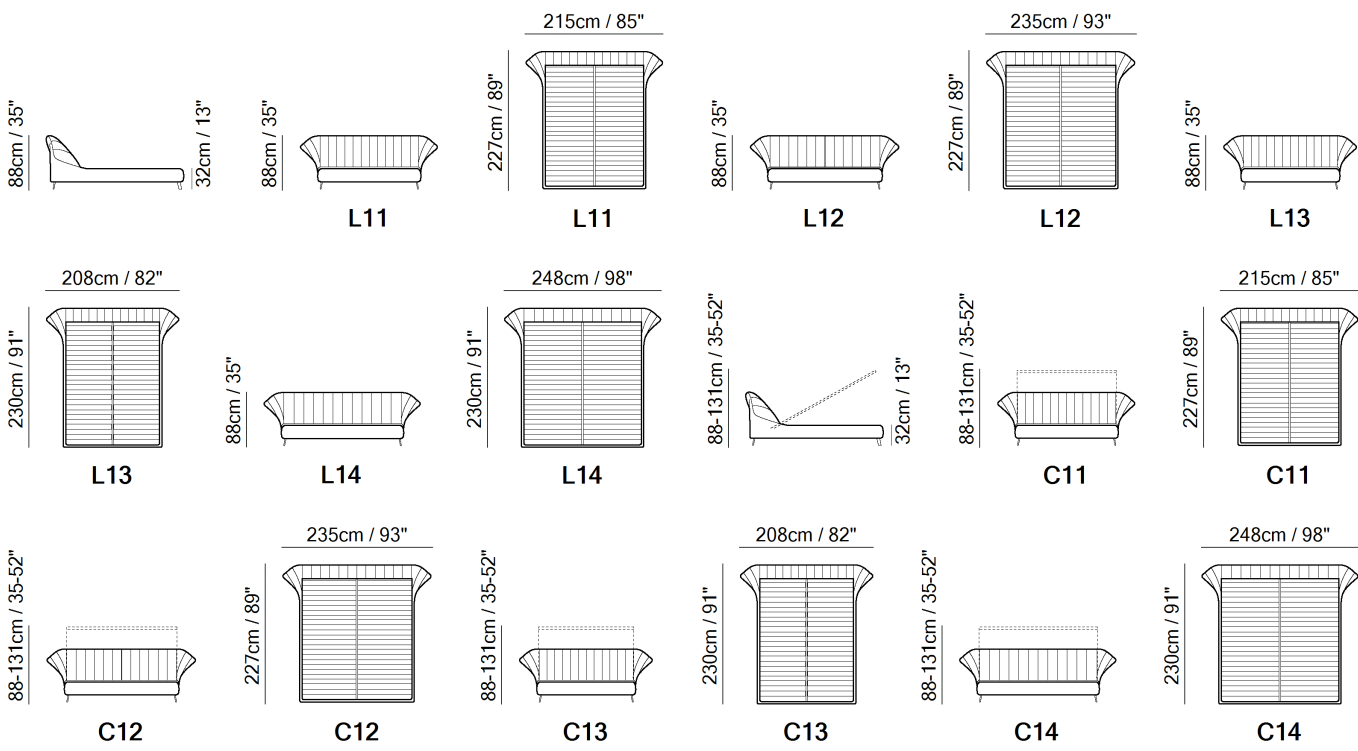 215cm / 85"
235cm / 93"
88cm / 35"
32cm / 13"
88cm / 35"
227cm / 89"
88cm / 35"
227cm / 89"
88cm / 35"
L11
L11
L12
L12
L13
208cm / 82"
248cm / 98"
215cm / 85"
230cm / 91"
88cm / 35"
230cm / 91"
88-131cm / 35-52"
32cm / 13"
88-131cm / 35-52"
227cm / 89"
L13
L14
L14
C11
C11
235cm / 93"
208cm / 82"
248cm / 98"
88-131cm / 35-52"
227cm / 89"
88-131cm / 35-52"
230cm / 91"
88-131cm / 35-52"
230cm / 91"
C12
C12
C13
C13
C14
C14